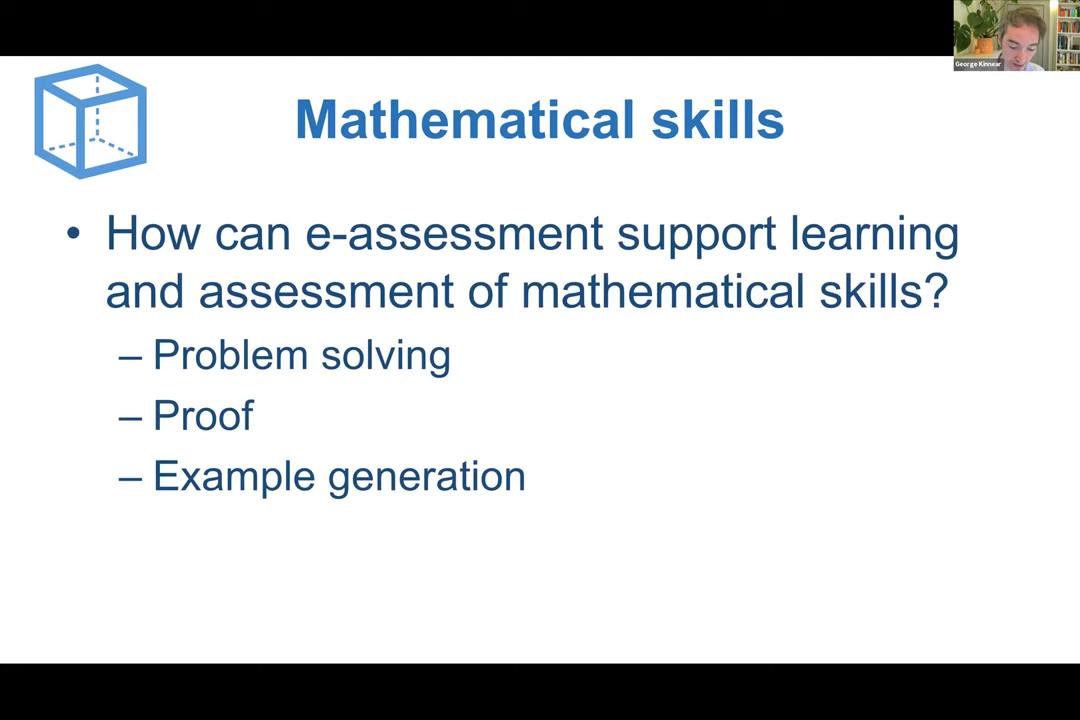 George Kinnear
Mathematical skills
• How can e-assessment support learning
and assessment of mathematical skills?
– Problem solving
– Proof
– Example generation